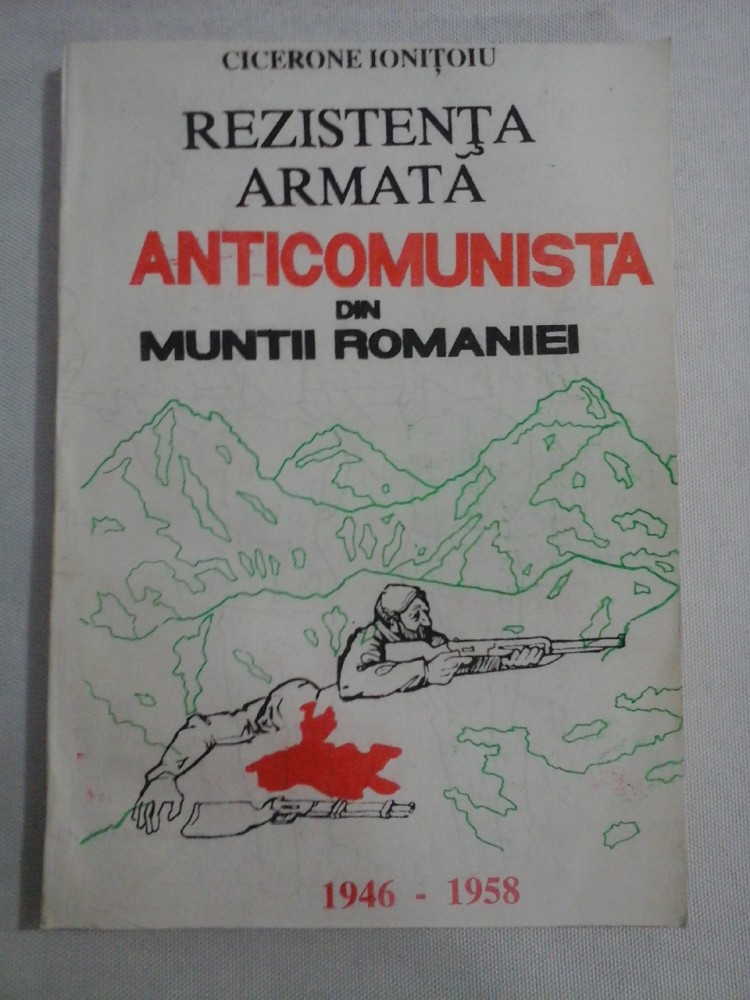 CICERONE IONIȚOIU
REZISTENȚA
ARMATĂ
ANTICOMUNISTA
DIN
MUNTII ROMANIEI
1946 - 1958